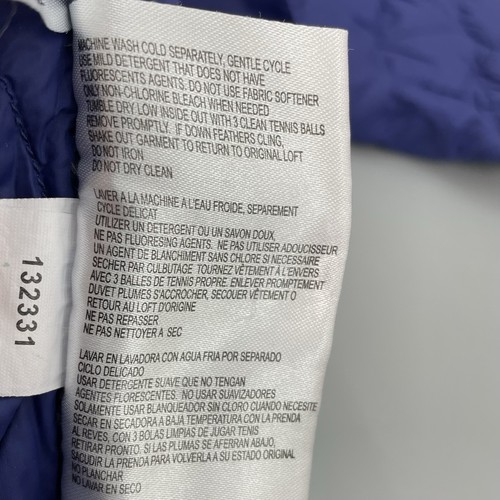 MACHINE WASH COLD SEPARATELY, GENTLE CYCLE
USE MILD DETERGENT THAT DOES NOT HAVE
FLUORESCENTS AGENTS. DO NOT USE FABRIC SOFTENER
ONLY NON-CHLORINE BLEACH WHEN NEEDED
TUMBLE DRY LOW INSIDE OUT WITH 3 CLEAN TENNIS BALLS
REMOVE PROMPTLY. IF DOWN FEATHERS CLING,
SHAKE OUT GARMENT TO RETURN TO ORIGINAL LOFT
DO NOT IRON
DO NOT DRY CLEAN
LAVER A LA MACHINE A L'EAU FROIDE, SEPAREMENT
CYCLE DELICAT
UTILIZER UN DETERGENT OU UN SAVON DOUX,
NE PAS FLUORESING AGENTS. NE PAS UTILISER ADOUCISSEUR
UN AGENT DE BLANCHIMENT SANS CHLORE SI NECESSAIRE
SECHER PAR CULBUTAGE TOURNEZ VÊTEMENT À L'ENVERS
AVEC 3 BALLES DE TENNIS PROPRE. ENLEVER PROMPTEMENT
DUVET PLUMES S'ACCROCHER, SECOUER VÊTEMENT O
RETOUR AU LOFT D'ORIGINE
NE PAS REPASSER
NE PAS NETTOYER A SEC
LAVAR EN LAVADORA CON AGUA FRIA POR SEPARADO
CICLO DELICADO
USAR DETERGENTE SUAVE QUE NO TENGAN
AGENTES FLORESCENTES. NO USAR SUAVIZADORES
SOLAMENTE USAR BLANQUEADOR SIN CLORO CUANDO NECESITE
SECAR EN SECADORA A BAJA TEMPERATURA CON LA PRENDA
AL REVES, CON 3 BOLAS LIMPIAS DE JUGAR TENIS
RETIRAR PRONTO. SI LAS PLUMAS SE AFERRAN ABAJO,
SACUDIR LA PRENDA PARA VOLVERLA A SU ESTADO ORIGINAL
NO PLANCHAR
NO LAVAR EN SECO
132331